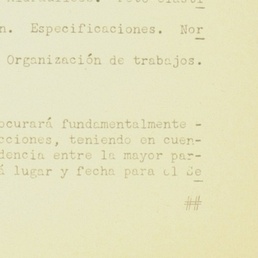 n. Especificaciones. Nor
Organización de trabajos.
ocurará fundamentalmente -
cciones, teniendo en cuen-
dencia entre la mayor par-
á lugar y fecha para el Se
##